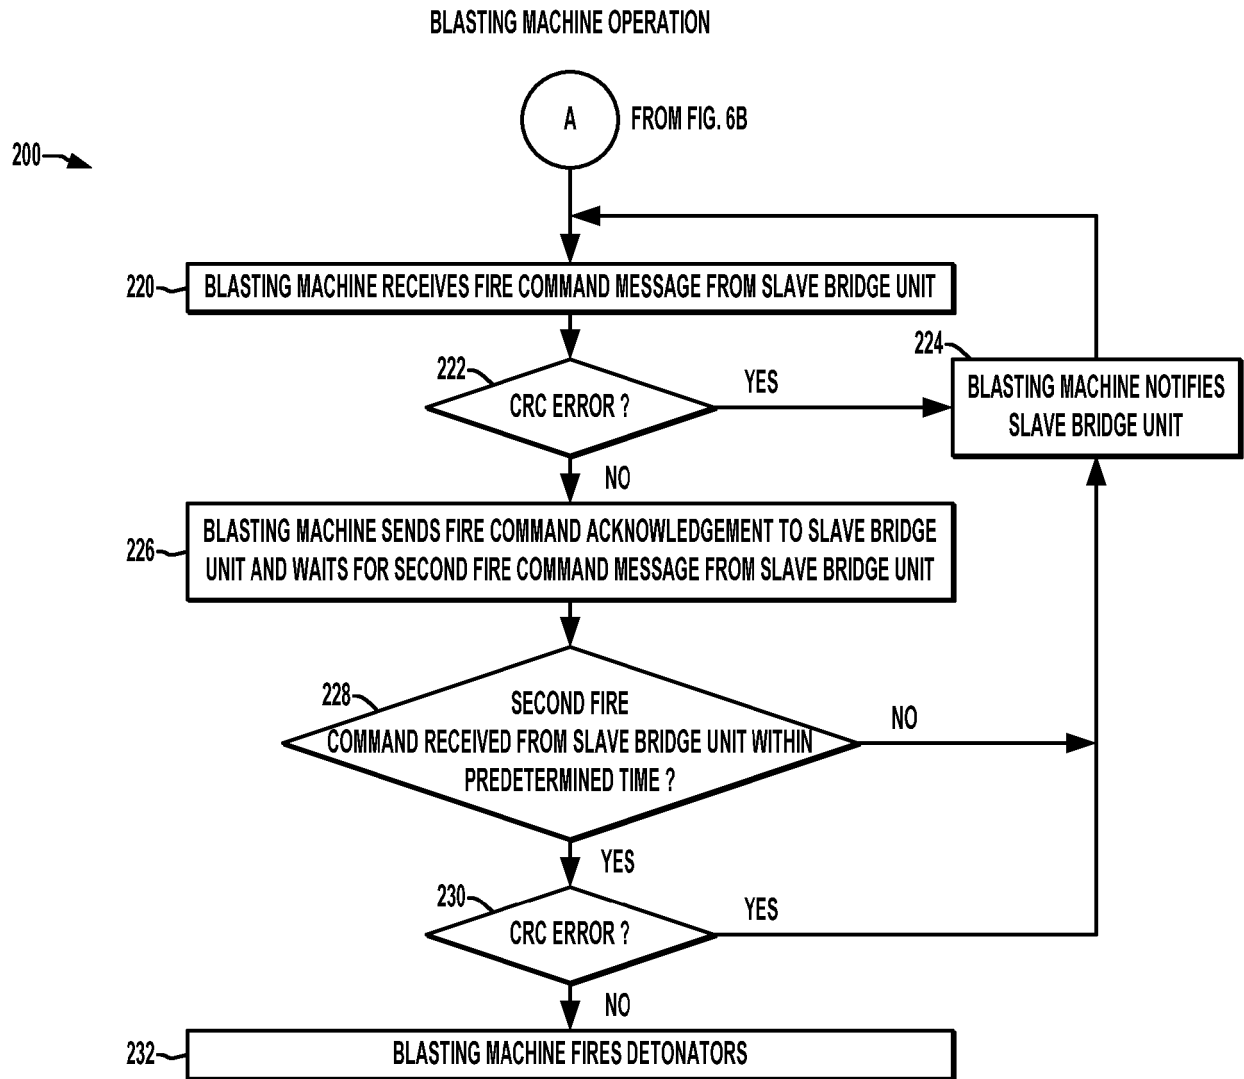 BLASTING MACHINE OPERATION
A
FROM FIG. 6B
200
220
BLASTING MACHINE RECEIVES FIRE COMMAND MESSAGE FROM SLAVE BRIDGE UNIT
222
CRC ERROR ?
YES
224
BLASTING MACHINE NOTIFIES
SLAVE BRIDGE UNIT
NO
226
BLASTING MACHINE SENDS FIRE COMMAND ACKNOWLEDGEMENT TO SLAVE BRIDGE
UNIT AND WAITS FOR SECOND FIRE COMMAND MESSAGE FROM SLAVE BRIDGE UNIT
228
SECOND FIRE
COMMAND RECEIVED FROM SLAVE BRIDGE UNIT WITHIN
PREDETERMINED TIME ?
NO
YES
230
CRC ERROR ?
YES
NO
232
BLASTING MACHINE FIRES DETONATORS